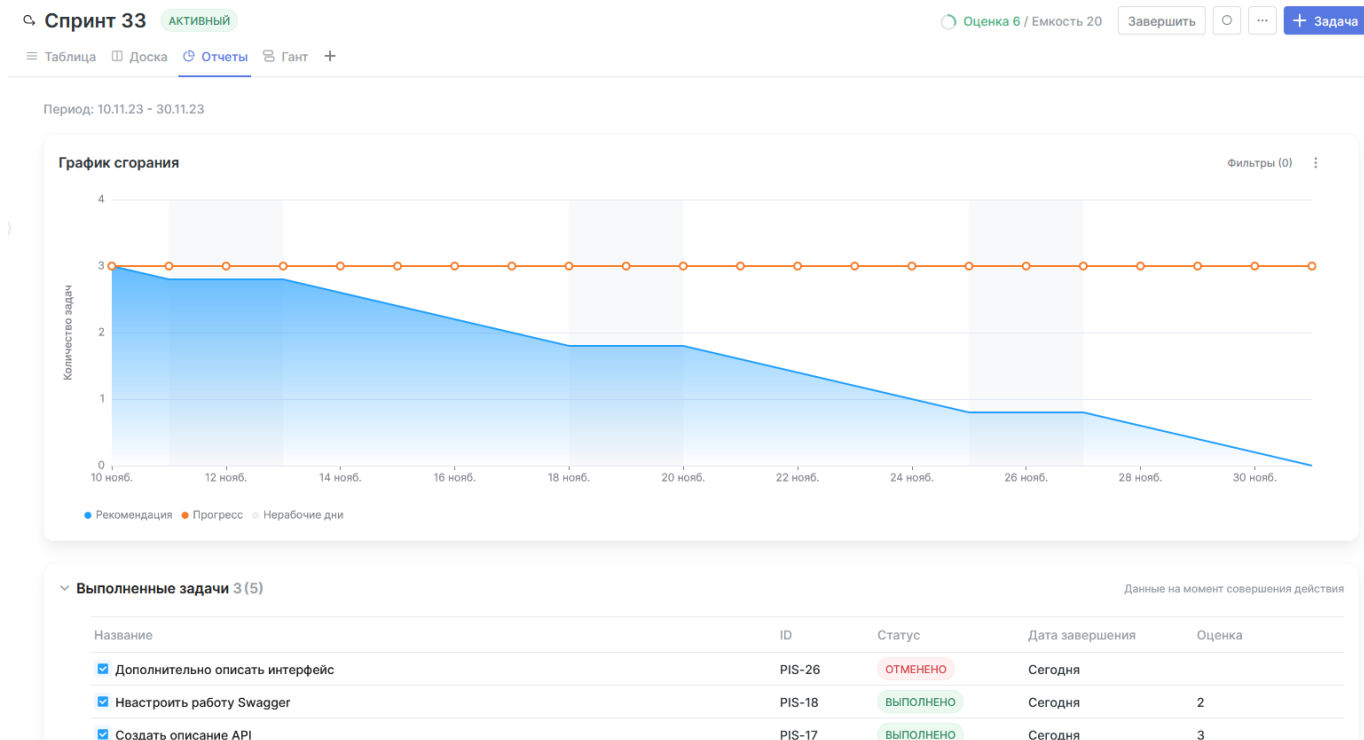 Спринт 33 АКТИВНЫЙ Оценка 6 / Емкость 20 Завершить ... + Задача
Таблица Доска Отчеты Гант +
Период: 10.11.23 - 30.11.23
График сгорания Фильтры (0)
4
3
2
1
0
Количество задач
10 нояб. 12 нояб. 14 нояб. 16 нояб. 18 нояб. 20 нояб. 22 нояб. 24 нояб. 26 нояб. 28 нояб. 30 нояб.
Рекомендация Прогресс Нерабочие дни
Выполненные задачи 3 (5) Данные на момент совершения действия
Название ID Статус Дата завершения Оценка
Дополнительно описать интерфейс PIS-26 ОТМЕНЕНО Сегодня
Нвастроить работу Swagger PIS-18 ВЫПОЛНЕНО Сегодня 2
Создать описание API PIS-17 ВЫПОЛНЕНО Сегодня 3